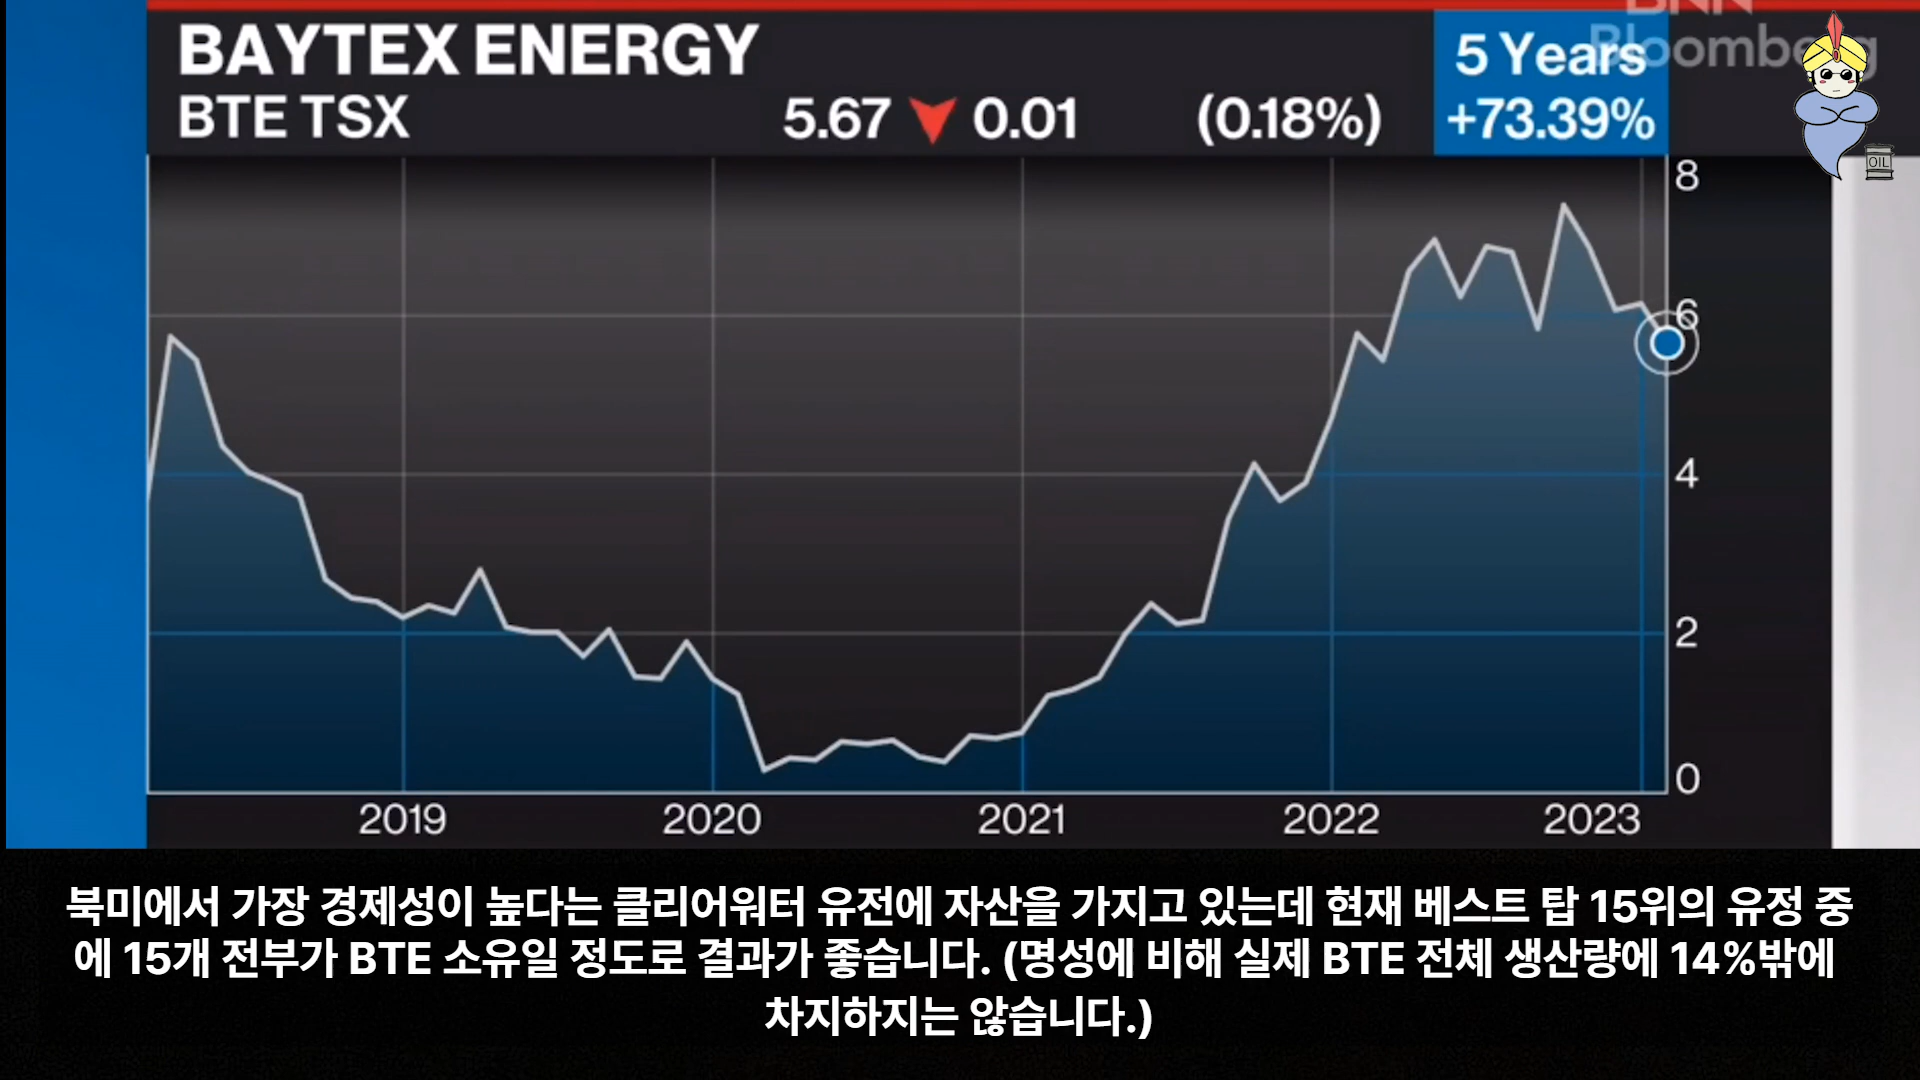 BNN
Bloomberg
BAYTEX ENERGY
BTE TSX
5.67 0.01 (0.18%)
5 Years
+73.39%
OIL
8
6
4
2
0
2019 2020 2021 2022 2023
북미에서 가장 경제성이 높다는 클리어워터 유전에 자산을 가지고 있는데 현재 베스트 탑 15위의 유정 중
에 15개 전부가 BTE 소유일 정도로 결과가 좋습니다. (명성에 비해 실제 BTE 전체 생산량에 14%밖에
차지하지는 않습니다.)